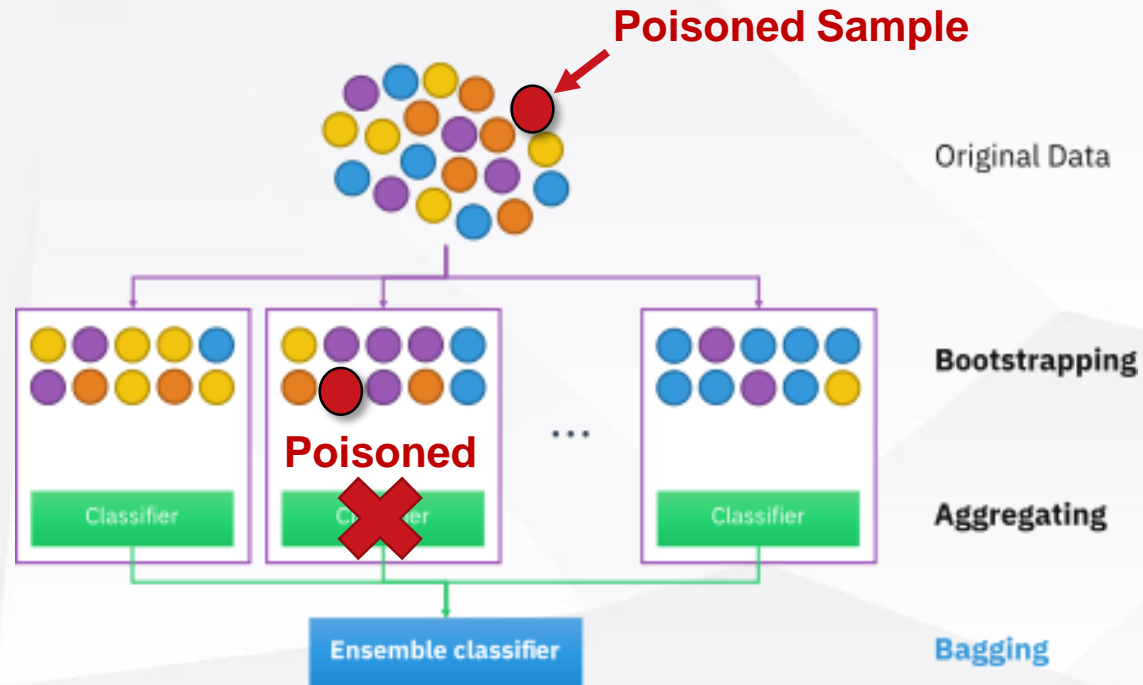 Poisoned Sample
Original Data
Bootstrapping
...
Poisoned
Classifier
Classifier
Aggregating
Ensemble classifier
Bagging